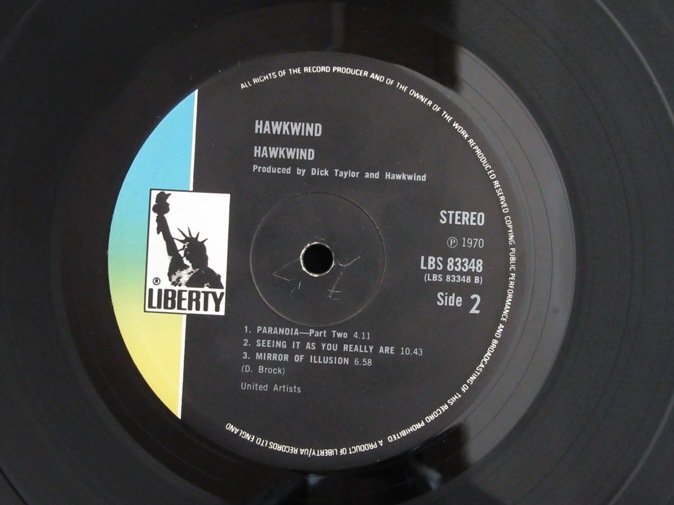 ALL RIGHTS OF THE RECORD PRODUCER AND OF THE OWNER OF THE WORK REPRODUCED RESERVED COPYING PUBLIC PERFORMANCE AND BROADCASTING OF THIS RECORD PROHIBITED. A PRODUCT OF LIBERTY/UA RECORDS LTD ENGLAND
HAWKWIND
HAWKWIND
Produced by Dick Taylor and Hawkwind
STEREO
℗ 1970
LBS 83348
(LBS 83348 B)
Side 2
® LIBERTY
1. PARANOIA—Part Two 4.11
2. SEEING IT AS YOU REALLY ARE 10.43
3. MIRROR OF ILLUSION 6.58
(D. Brock)
United Artists